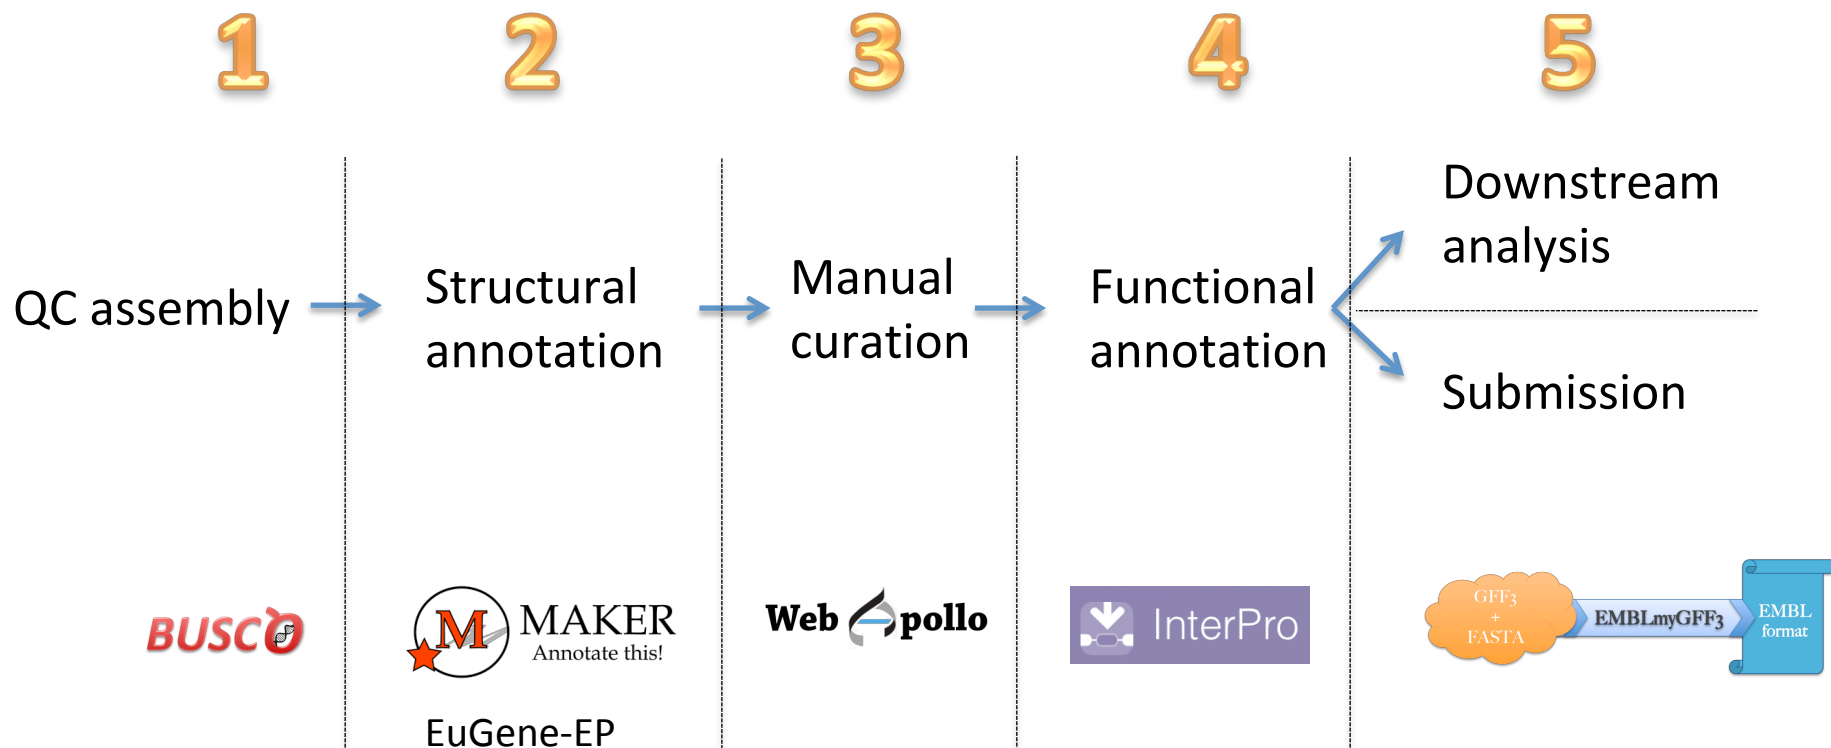 1
2
3
4
5
QC assembly
Structural
annotation
Manual
curation
Functional
annotation
Downstream
analysis
Submission
BUSCO
M
MAKER
Annotate this!
EuGene-EP
Web Apollo
InterPro
GFF3
+
FASTA
EMBLmyGFF3
EMBL
format